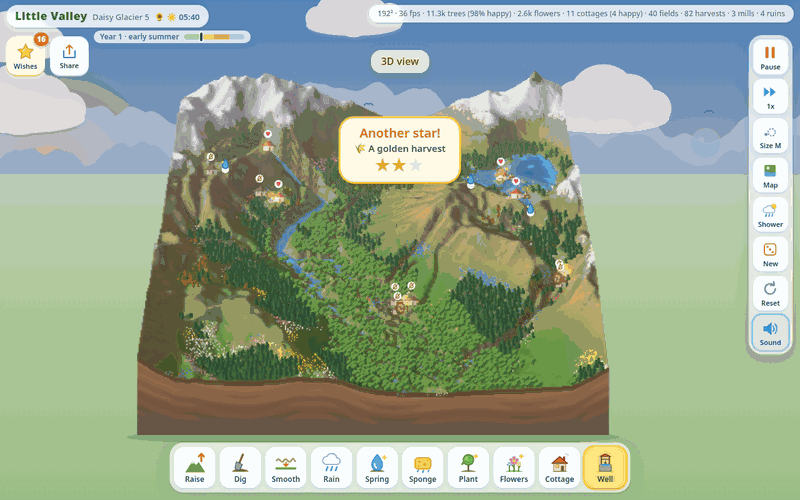 Little Valley Daisy Glacier 5 05:40
192² · 36 fps · 11.3k trees (98% happy) · 2.6k flowers · 11 cottages (4 happy) · 40 fields · 82 harvests · 3 mills · 4 ruins
Year 1 · early summer
16
Wishes
Share
3D view
Another star!
A golden harvest
Pause
1x
Size M
Map
Shower
New
Reset
Sound
Raise
Dig
Smooth
Rain
Spring
Sponge
Plant
Flowers
Cottage
Well